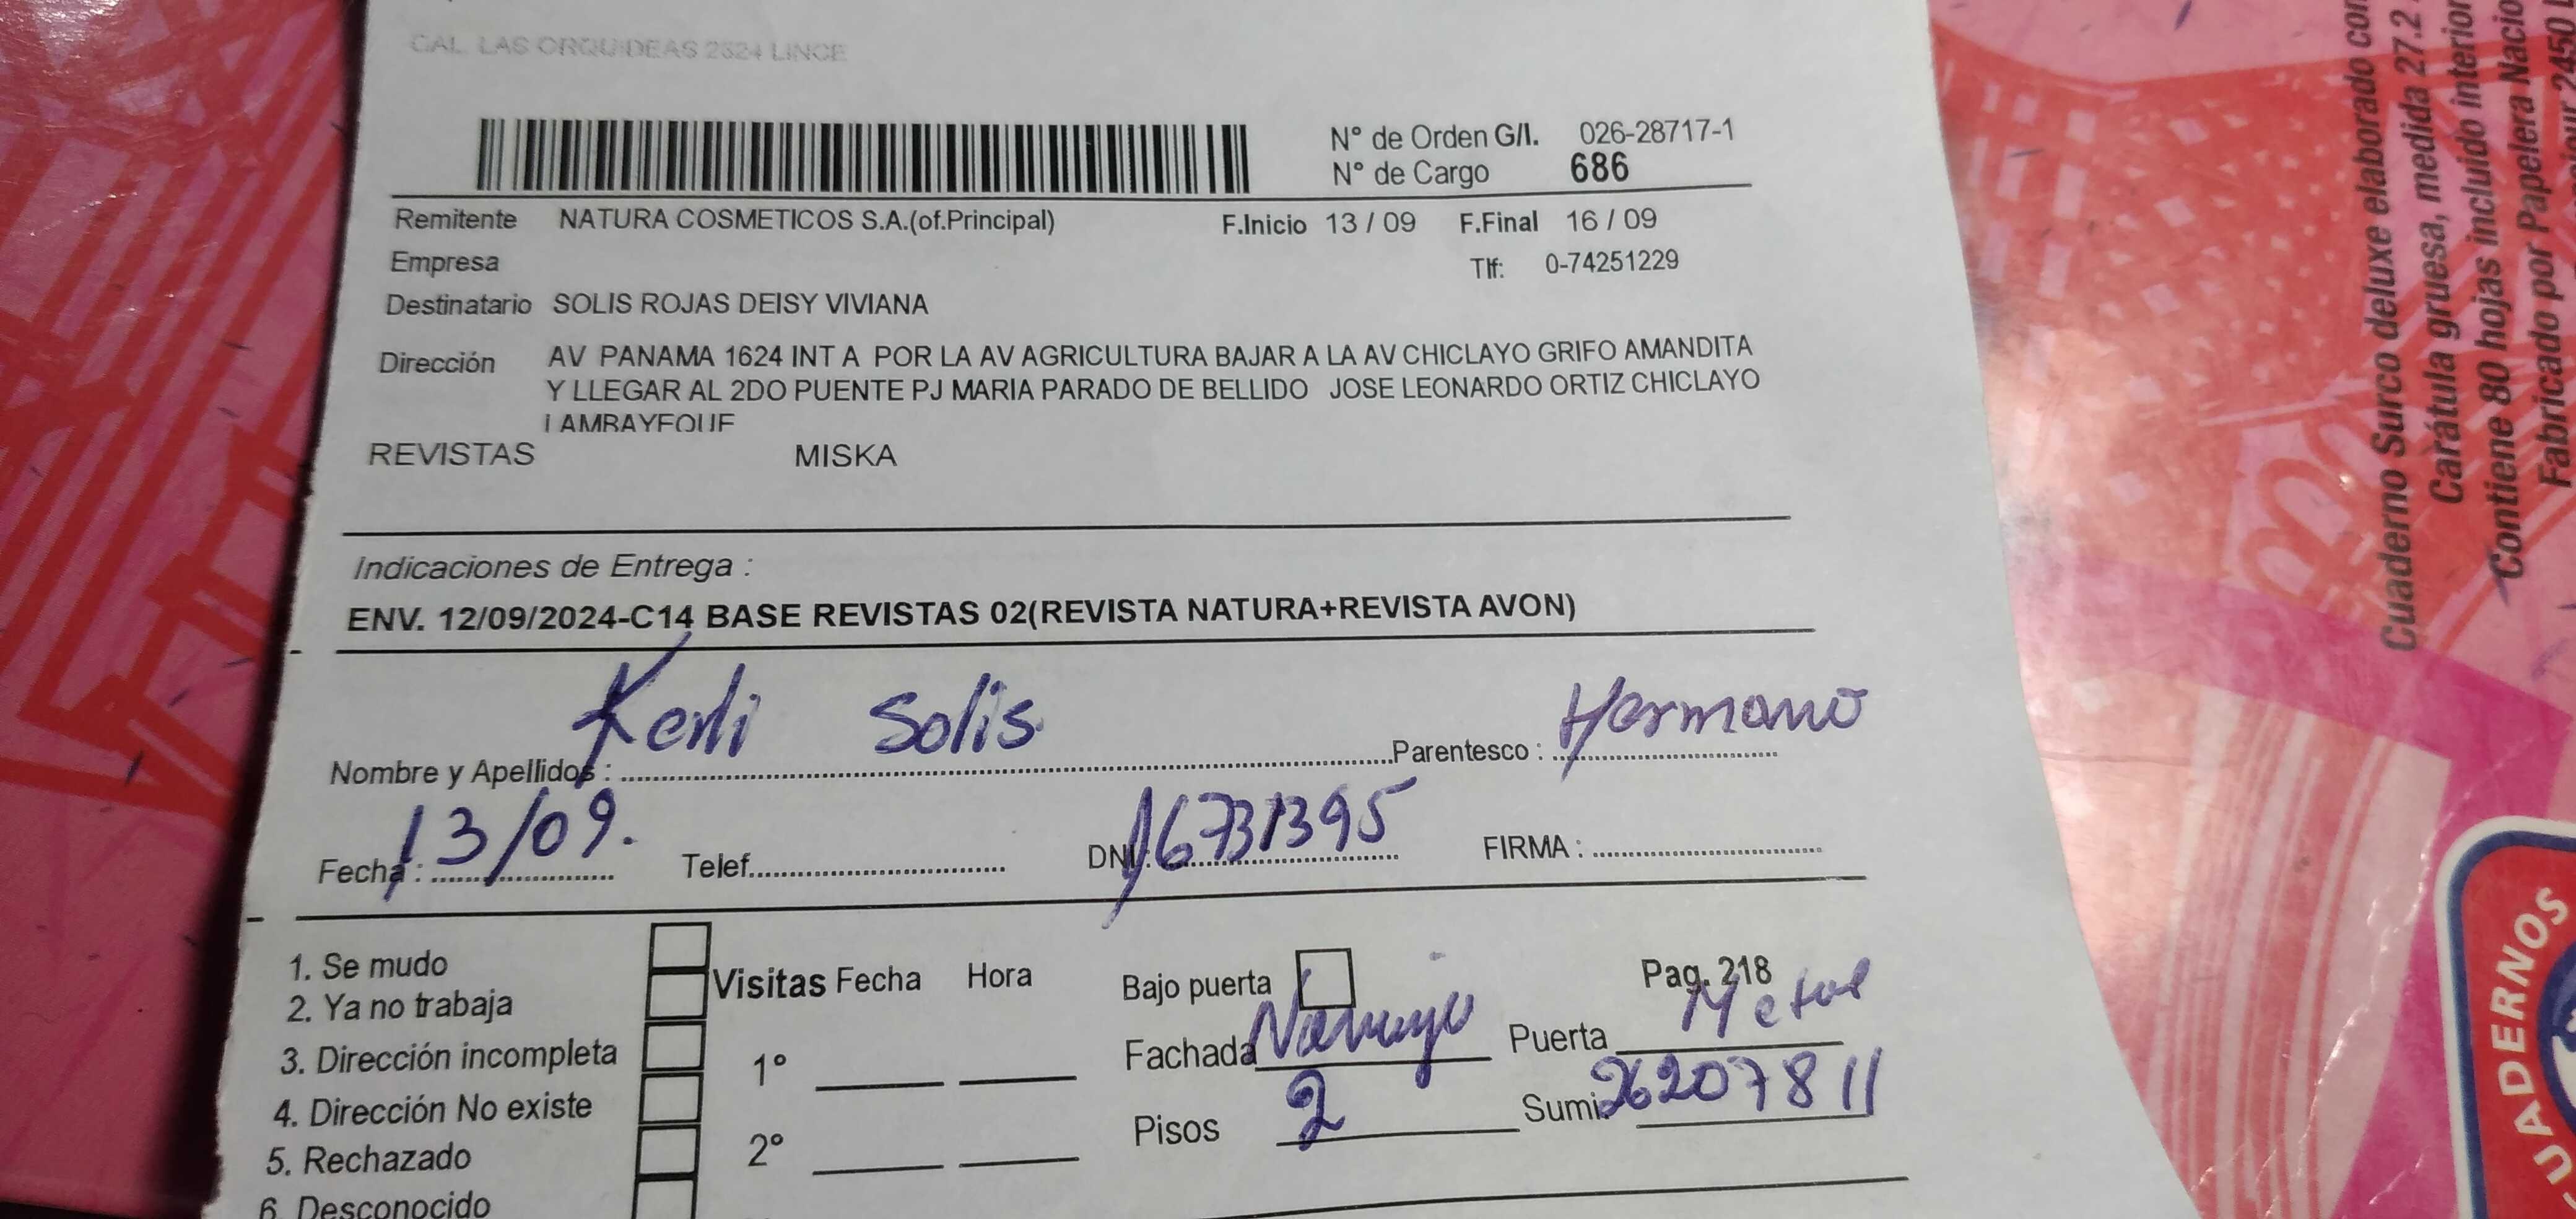 CAL. LAS ORQUIDEAS 2624 LINCE
N° de Orden G/I. 026-28717-1
N° de Cargo 686
Remitente NATURA COSMETICOS S.A.(of.Principal) F.Inicio 13 / 09 F.Final 16 / 09
Empresa Tlf: 0-74251229
Destinatario SOLIS ROJAS DEISY VIVIANA
Dirección AV PANAMA 1624 INT A POR LA AV AGRICULTURA BAJAR A LA AV CHICLAYO GRIFO AMANDITA
Y LLEGAR AL 2DO PUENTE PJ MARIA PARADO DE BELLIDO JOSE LEONARDO ORTIZ CHICLAYO
LAMBAYEQUE
REVISTAS MISKA
Indicaciones de Entrega :
ENV. 12/09/2024-C14 BASE REVISTAS 02(REVISTA NATURA+REVISTA AVON)
Nombre y Apellidos : Kerli Solis Parentesco : Hermano
Fecha : 13/09. Telef. DNI: 16731395 FIRMA :
1. Se mudo
2. Ya no trabaja
3. Dirección incompleta
4. Dirección No existe
5. Rechazado
6. Desconocido
Visitas Fecha Hora
1°
2°
Bajo puerta Pag. 218
Fachada Naranja Puerta Metal
Pisos 2 Sumi. 26207811
Cuaderno Surco deluxe elaborado con
Carátula gruesa, medida 27.2
Contiene 80 hojas incluido interior
Fabricado por Papelera Nacio
2450
CUADERNOS